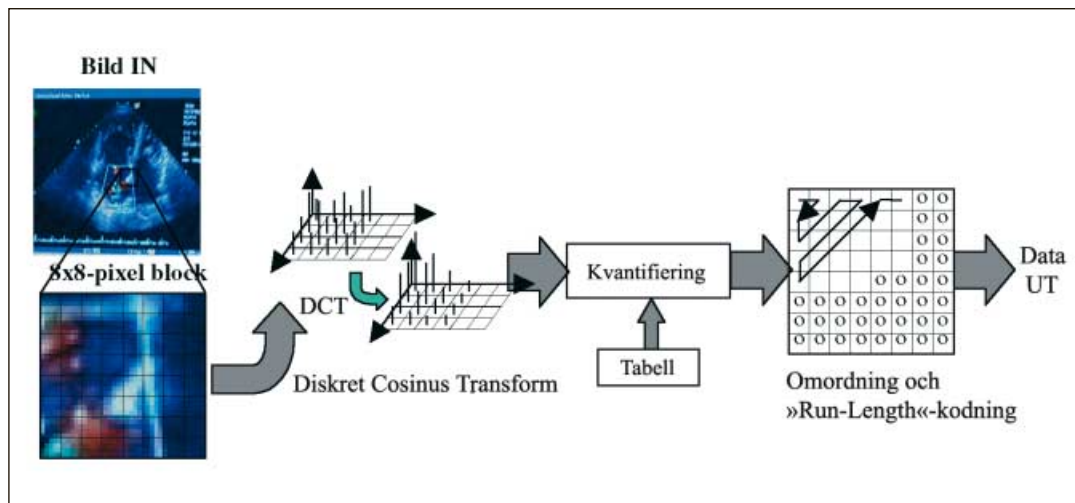 Bild IN
8x8-pixel block
DCT
Diskret Cosinus Transform
Kvantifiering
Tabell
O O
O O
O O
O O
O O O O
O O O O O O O O
O O O O O O O O
O O O O O O O O
Omordning och
»Run-Length«-kodning
Data
UT